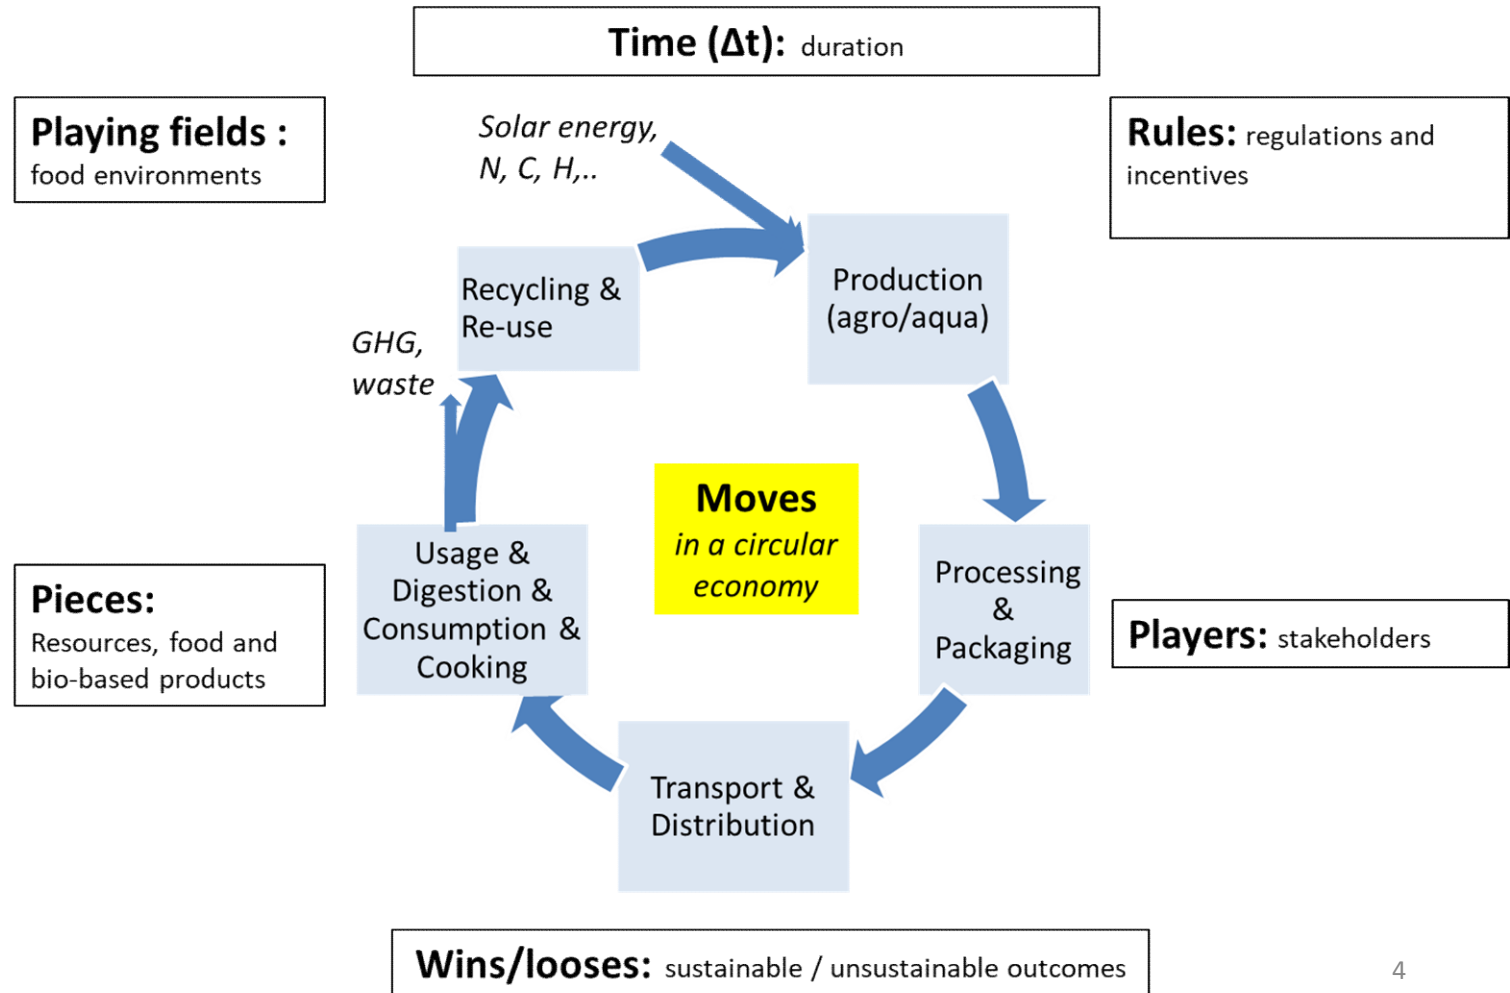 Time (Δt): duration
Playing fields :
food environments
Solar energy,
N, C, H,..
Rules: regulations and
incentives
Recycling &
Re-use
Production
(agro/aqua)
GHG,
waste
Moves
in a circular
economy
Usage &
Digestion &
Consumption &
Cooking
Processing
&
Packaging
Pieces:
Resources, food and
bio-based products
Players: stakeholders
Transport &
Distribution
Wins/looses: sustainable / unsustainable outcomes
4